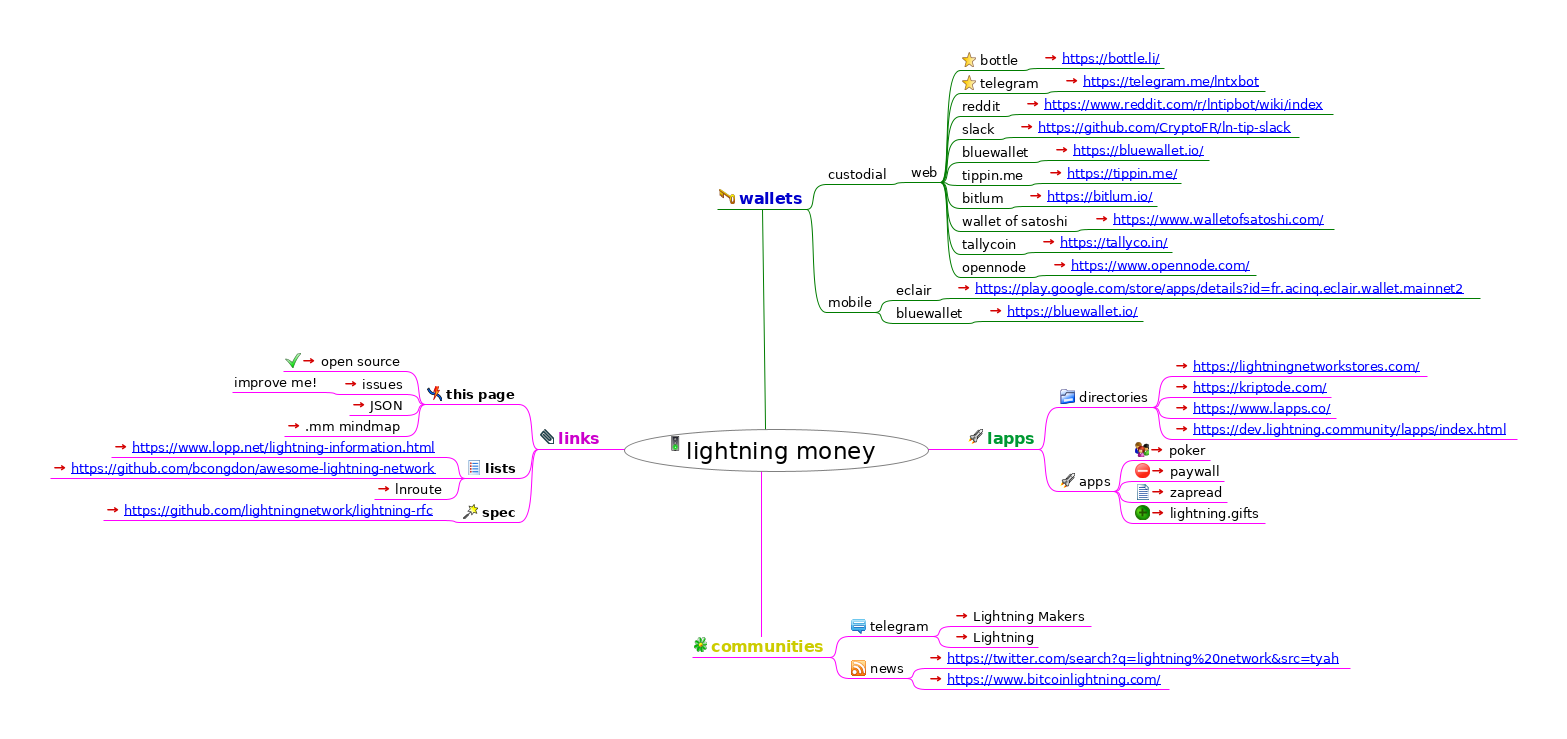 bottle → https://bottle.li/
telegram → https://telegram.me/lntxbot
reddit → https://www.reddit.com/r/lntipbot/wiki/index
slack → https://github.com/CryptoFR/ln-tip-slack
bluewallet → https://bluewallet.io/
custodial
web
tippin.me → https://tippin.me/
wallets
bitlum → https://bitlum.io/
wallet of satoshi → https://www.walletofsatoshi.com/
tallycoin → https://tallyco.in/
opennode → https://www.opennode.com/
mobile
eclair → https://play.google.com/store/apps/details?id=fr.acinq.eclair.wallet.mainnet2
bluewallet → https://bluewallet.io/
→ open source
improve me! → issues
this page
→ JSON
→ .mm mindmap
links
→ https://www.lopp.net/lightning-information.html
→ https://github.com/bcongdon/awesome-lightning-network
lists
→ lnroute
→ https://github.com/lightningnetwork/lightning-rfc
spec
lightning money
lapps
directories
→ https://lightningnetworkstores.com/
→ https://kriptode.com/
→ https://www.lapps.co/
→ https://dev.lightning.community/lapps/index.html
apps
→ poker
→ paywall
→ zapread
→ lightning.gifts
communities
telegram
→ Lightning Makers
→ Lightning
news
→ https://twitter.com/search?q=lightning%20network&src=tyah
→ https://www.bitcoinlightning.com/